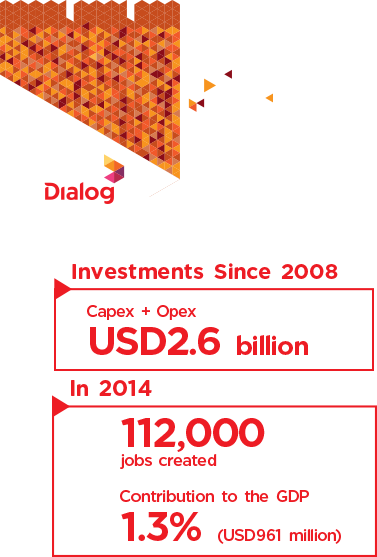 Dialog
Investments Since 2008
Capex + Opex
USD2.6 billion
In 2014
112,000
jobs created
Contribution to the GDP
1.3% (USD961 million)